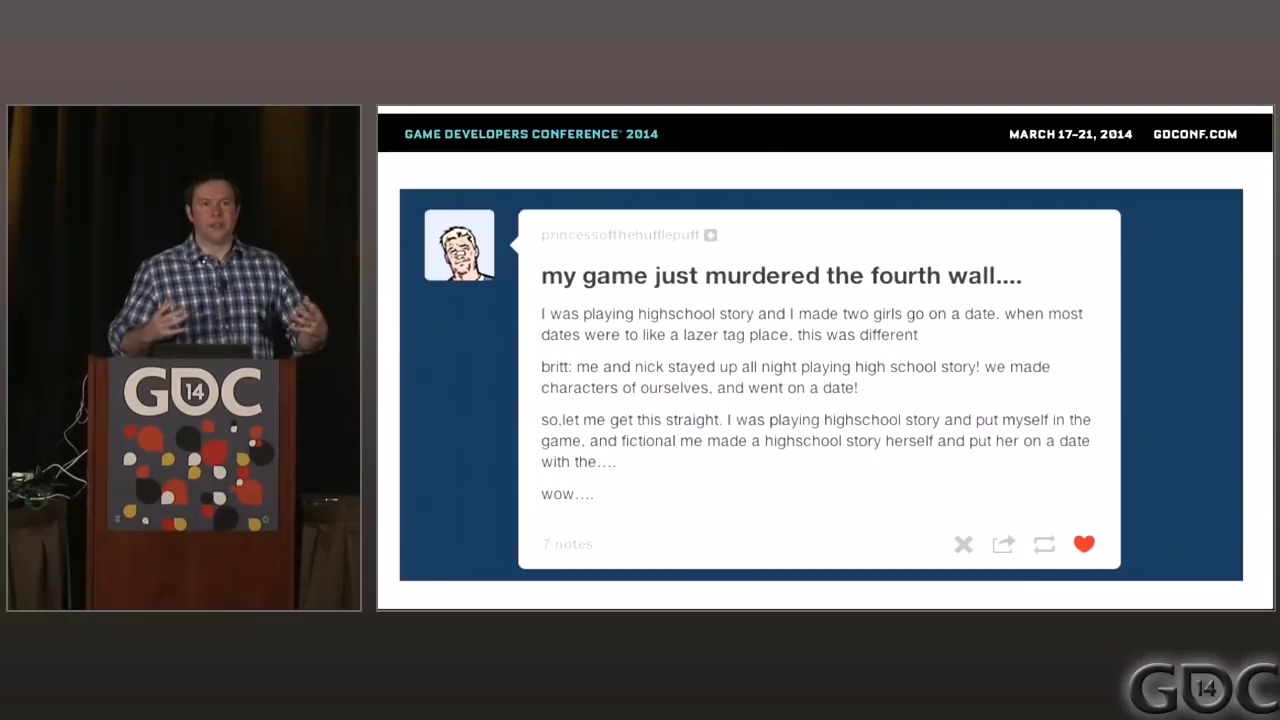 GAME DEVELOPERS CONFERENCE® 2014
MARCH 17-21, 2014 GDCONF.COM
princessofthehufflepuff
my game just murdered the fourth wall....
I was playing highschool story and I made two girls go on a date. when most
dates were to like a lazer tag place, this was different
britt: me and nick stayed up all night playing high school story! we made
characters of ourselves, and went on a date!
so,let me get this straight. I was playing highschool story and put myself in the
game, and fictional me made a highschool story herself and put her on a date
with the....
wow....
7 notes
GDC
14
GDC
14